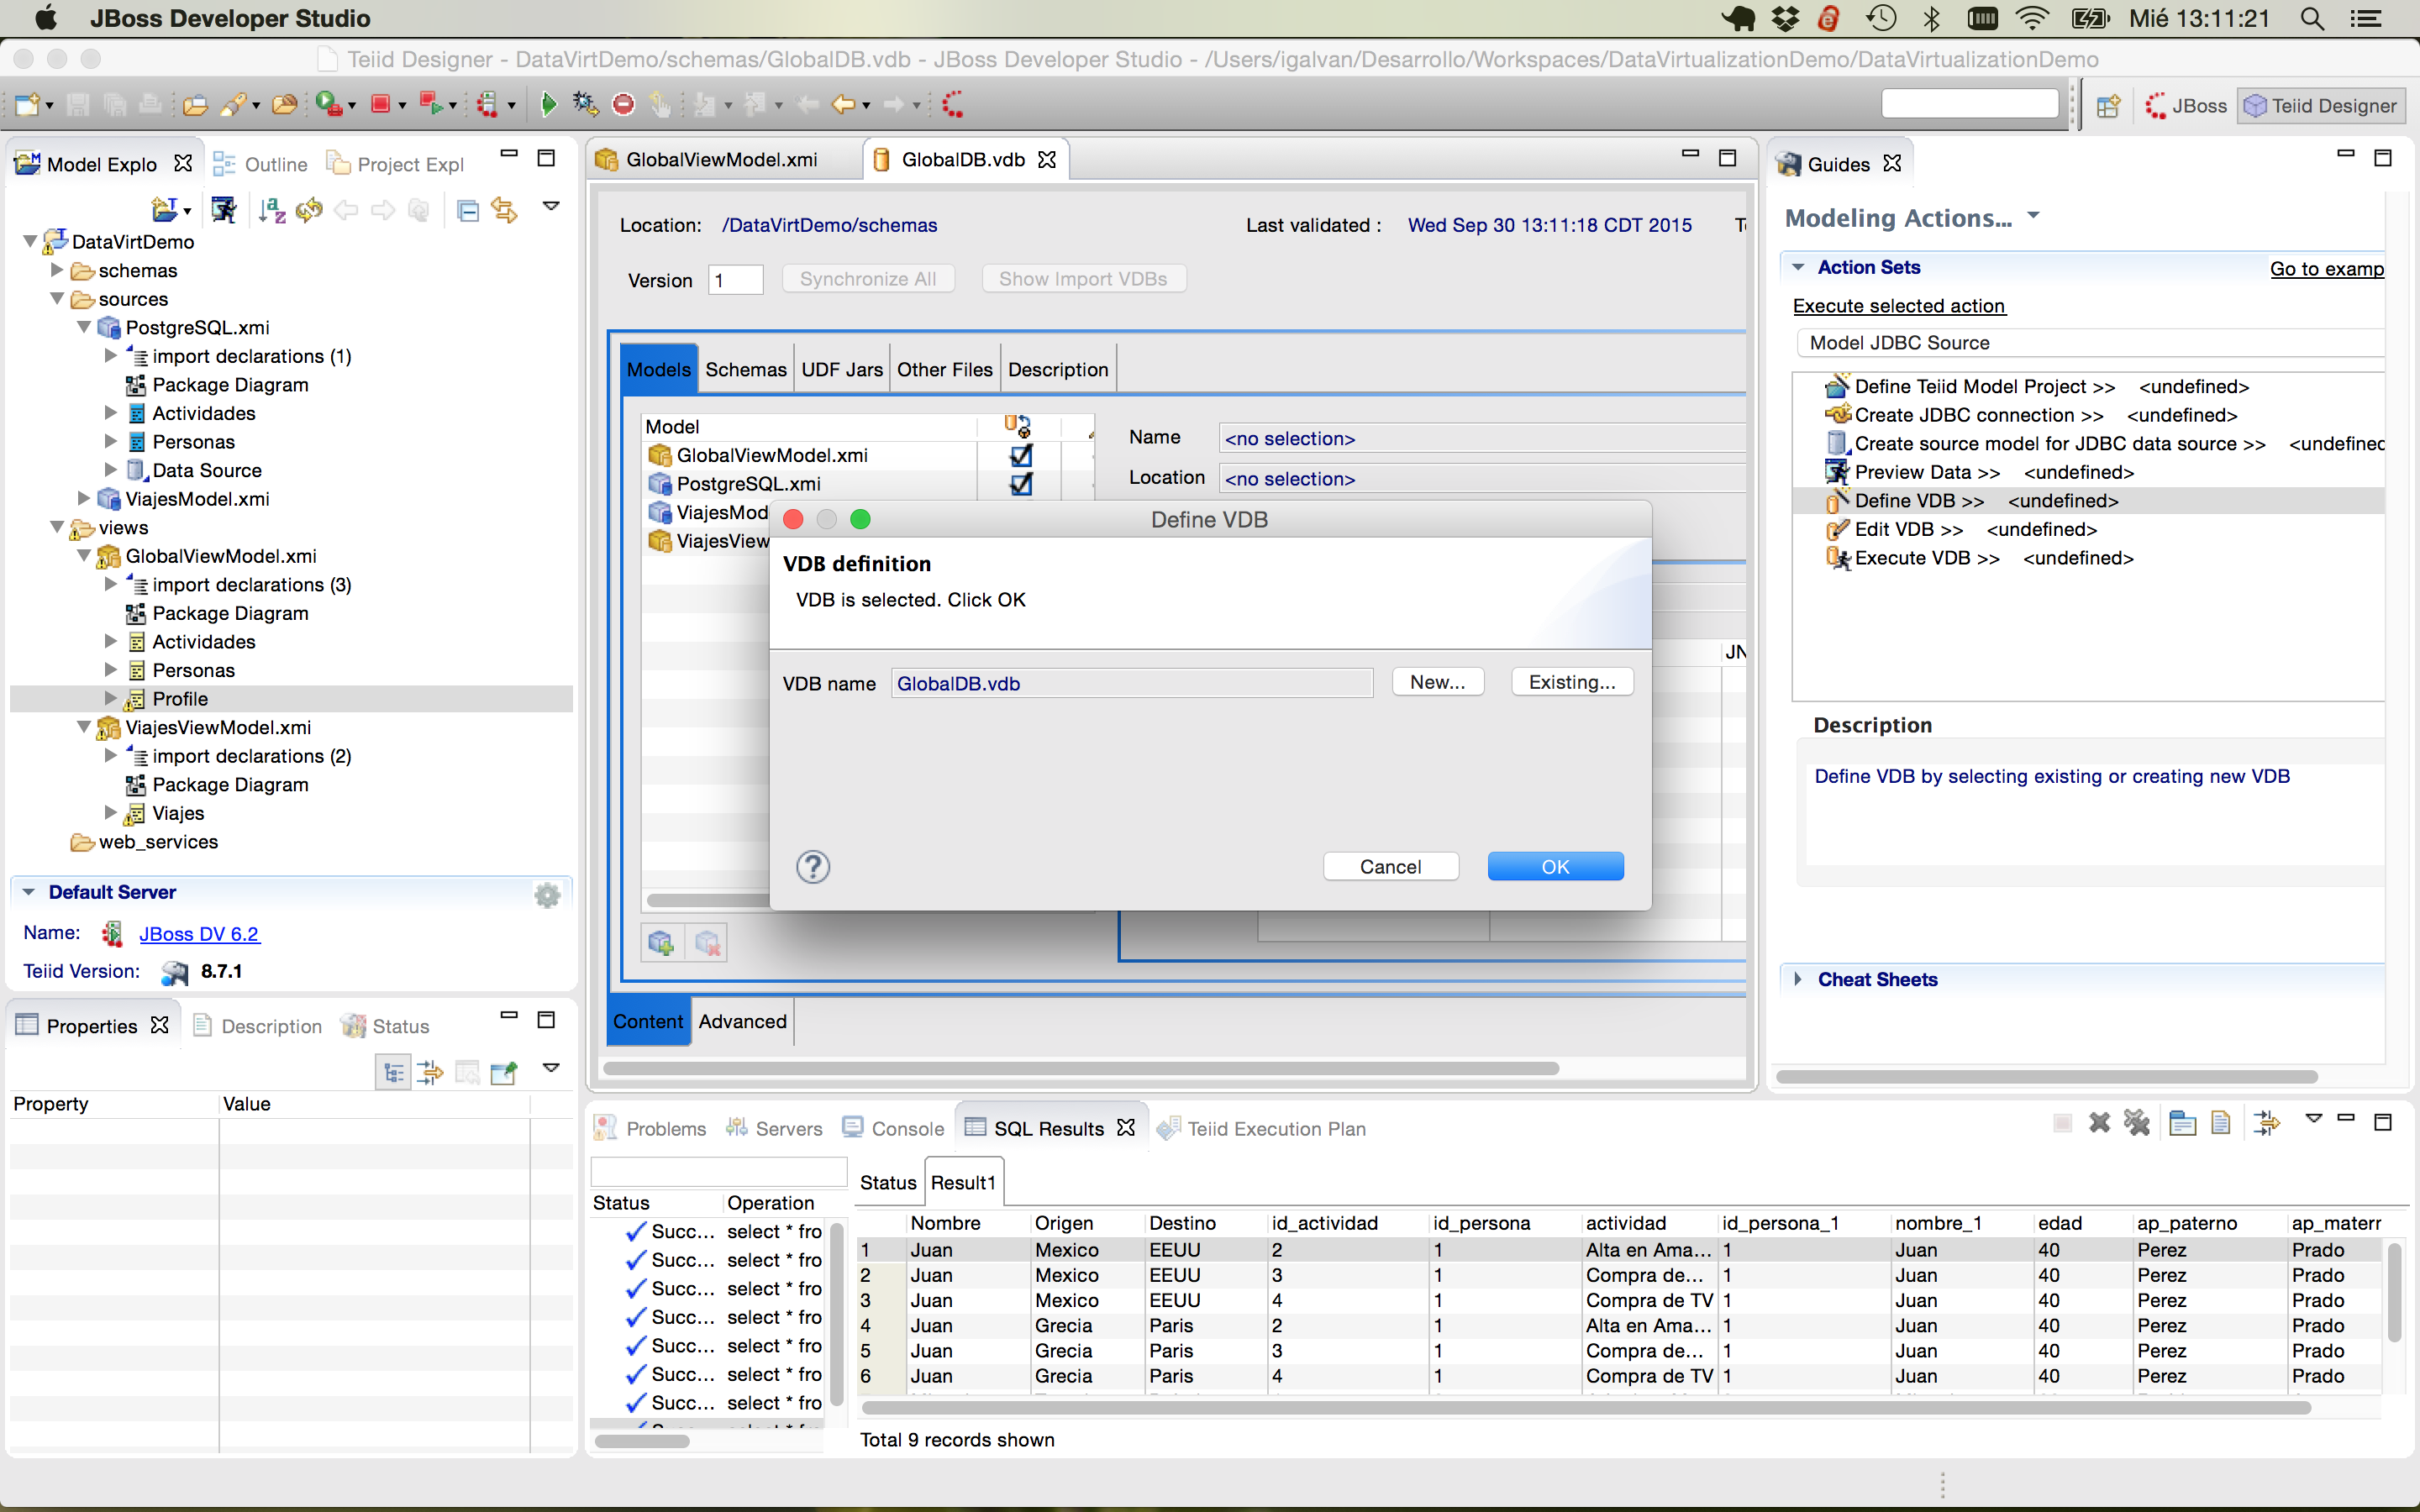 JBoss Developer Studio
Mié 13:11:21
Teiid Designer - DataVirtDemo/schemas/GlobalDB.vdb - JBoss Developer Studio - /Users/igalvan/Desarrollo/Workspaces/DataVirtualizationDemo/DataVirtualizationDemo
JBoss
Teiid Designer
Model Explo
Outline
Project Expl
DataVirtDemo
schemas
sources
PostgreSQL.xmi
import declarations (1)
Package Diagram
Actividades
Personas
Data Source
ViajesModel.xmi
views
GlobalViewModel.xmi
import declarations (3)
Package Diagram
Actividades
Personas
Profile
ViajesViewModel.xmi
import declarations (2)
Package Diagram
Viajes
web_services
Default Server
Name: JBoss DV 6.2
Teiid Version: 8.7.1
Properties
Description
Status
Property Value
GlobalViewModel.xmi
GlobalDB.vdb
Location: /DataVirtDemo/schemas
Last validated : Wed Sep 30 13:11:18 CDT 2015
Version 1 Synchronize All Show Import VDBs
Models Schemas UDF Jars Other Files Description
Model
GlobalViewModel.xmi
PostgreSQL.xmi
ViajesMod
ViajesView
Name <no selection>
Location <no selection>
JN
Define VDB
VDB definition
VDB is selected. Click OK
VDB name GlobalDB.vdb New... Existing...
? Cancel OK
Content Advanced
Guides
Modeling Actions...
Action Sets
Go to examp
Execute selected action
Model JDBC Source
Define Teiid Model Project >> <undefined>
Create JDBC connection >> <undefined>
Create source model for JDBC data source >> <undefined
Preview Data >> <undefined>
Define VDB >> <undefined>
Edit VDB >> <undefined>
Execute VDB >> <undefined>
Description
Define VDB by selecting existing or creating new VDB
Cheat Sheets
Problems
Servers
Console
SQL Results
Teiid Execution Plan
Status Operation
Succ... select * fro
Succ... select * fro
Succ... select * fro
Succ... select * fro
Succ... select * fro
Succ... select * fro
Succ... select * fro
Status Result1
Nombre Origen Destino id_actividad id_persona actividad id_persona_1 nombre_1 edad ap_paterno ap_materr
1 Juan Mexico EEUU 2 1 Alta en Ama... 1 Juan 40 Perez Prado
2 Juan Mexico EEUU 3 1 Compra de... 1 Juan 40 Perez Prado
3 Juan Mexico EEUU 4 1 Compra de TV 1 Juan 40 Perez Prado
4 Juan Grecia Paris 2 1 Alta en Ama... 1 Juan 40 Perez Prado
5 Juan Grecia Paris 3 1 Compra de... 1 Juan 40 Perez Prado
6 Juan Grecia Paris 4 1 Compra de TV 1 Juan 40 Perez Prado
Total 9 records shown